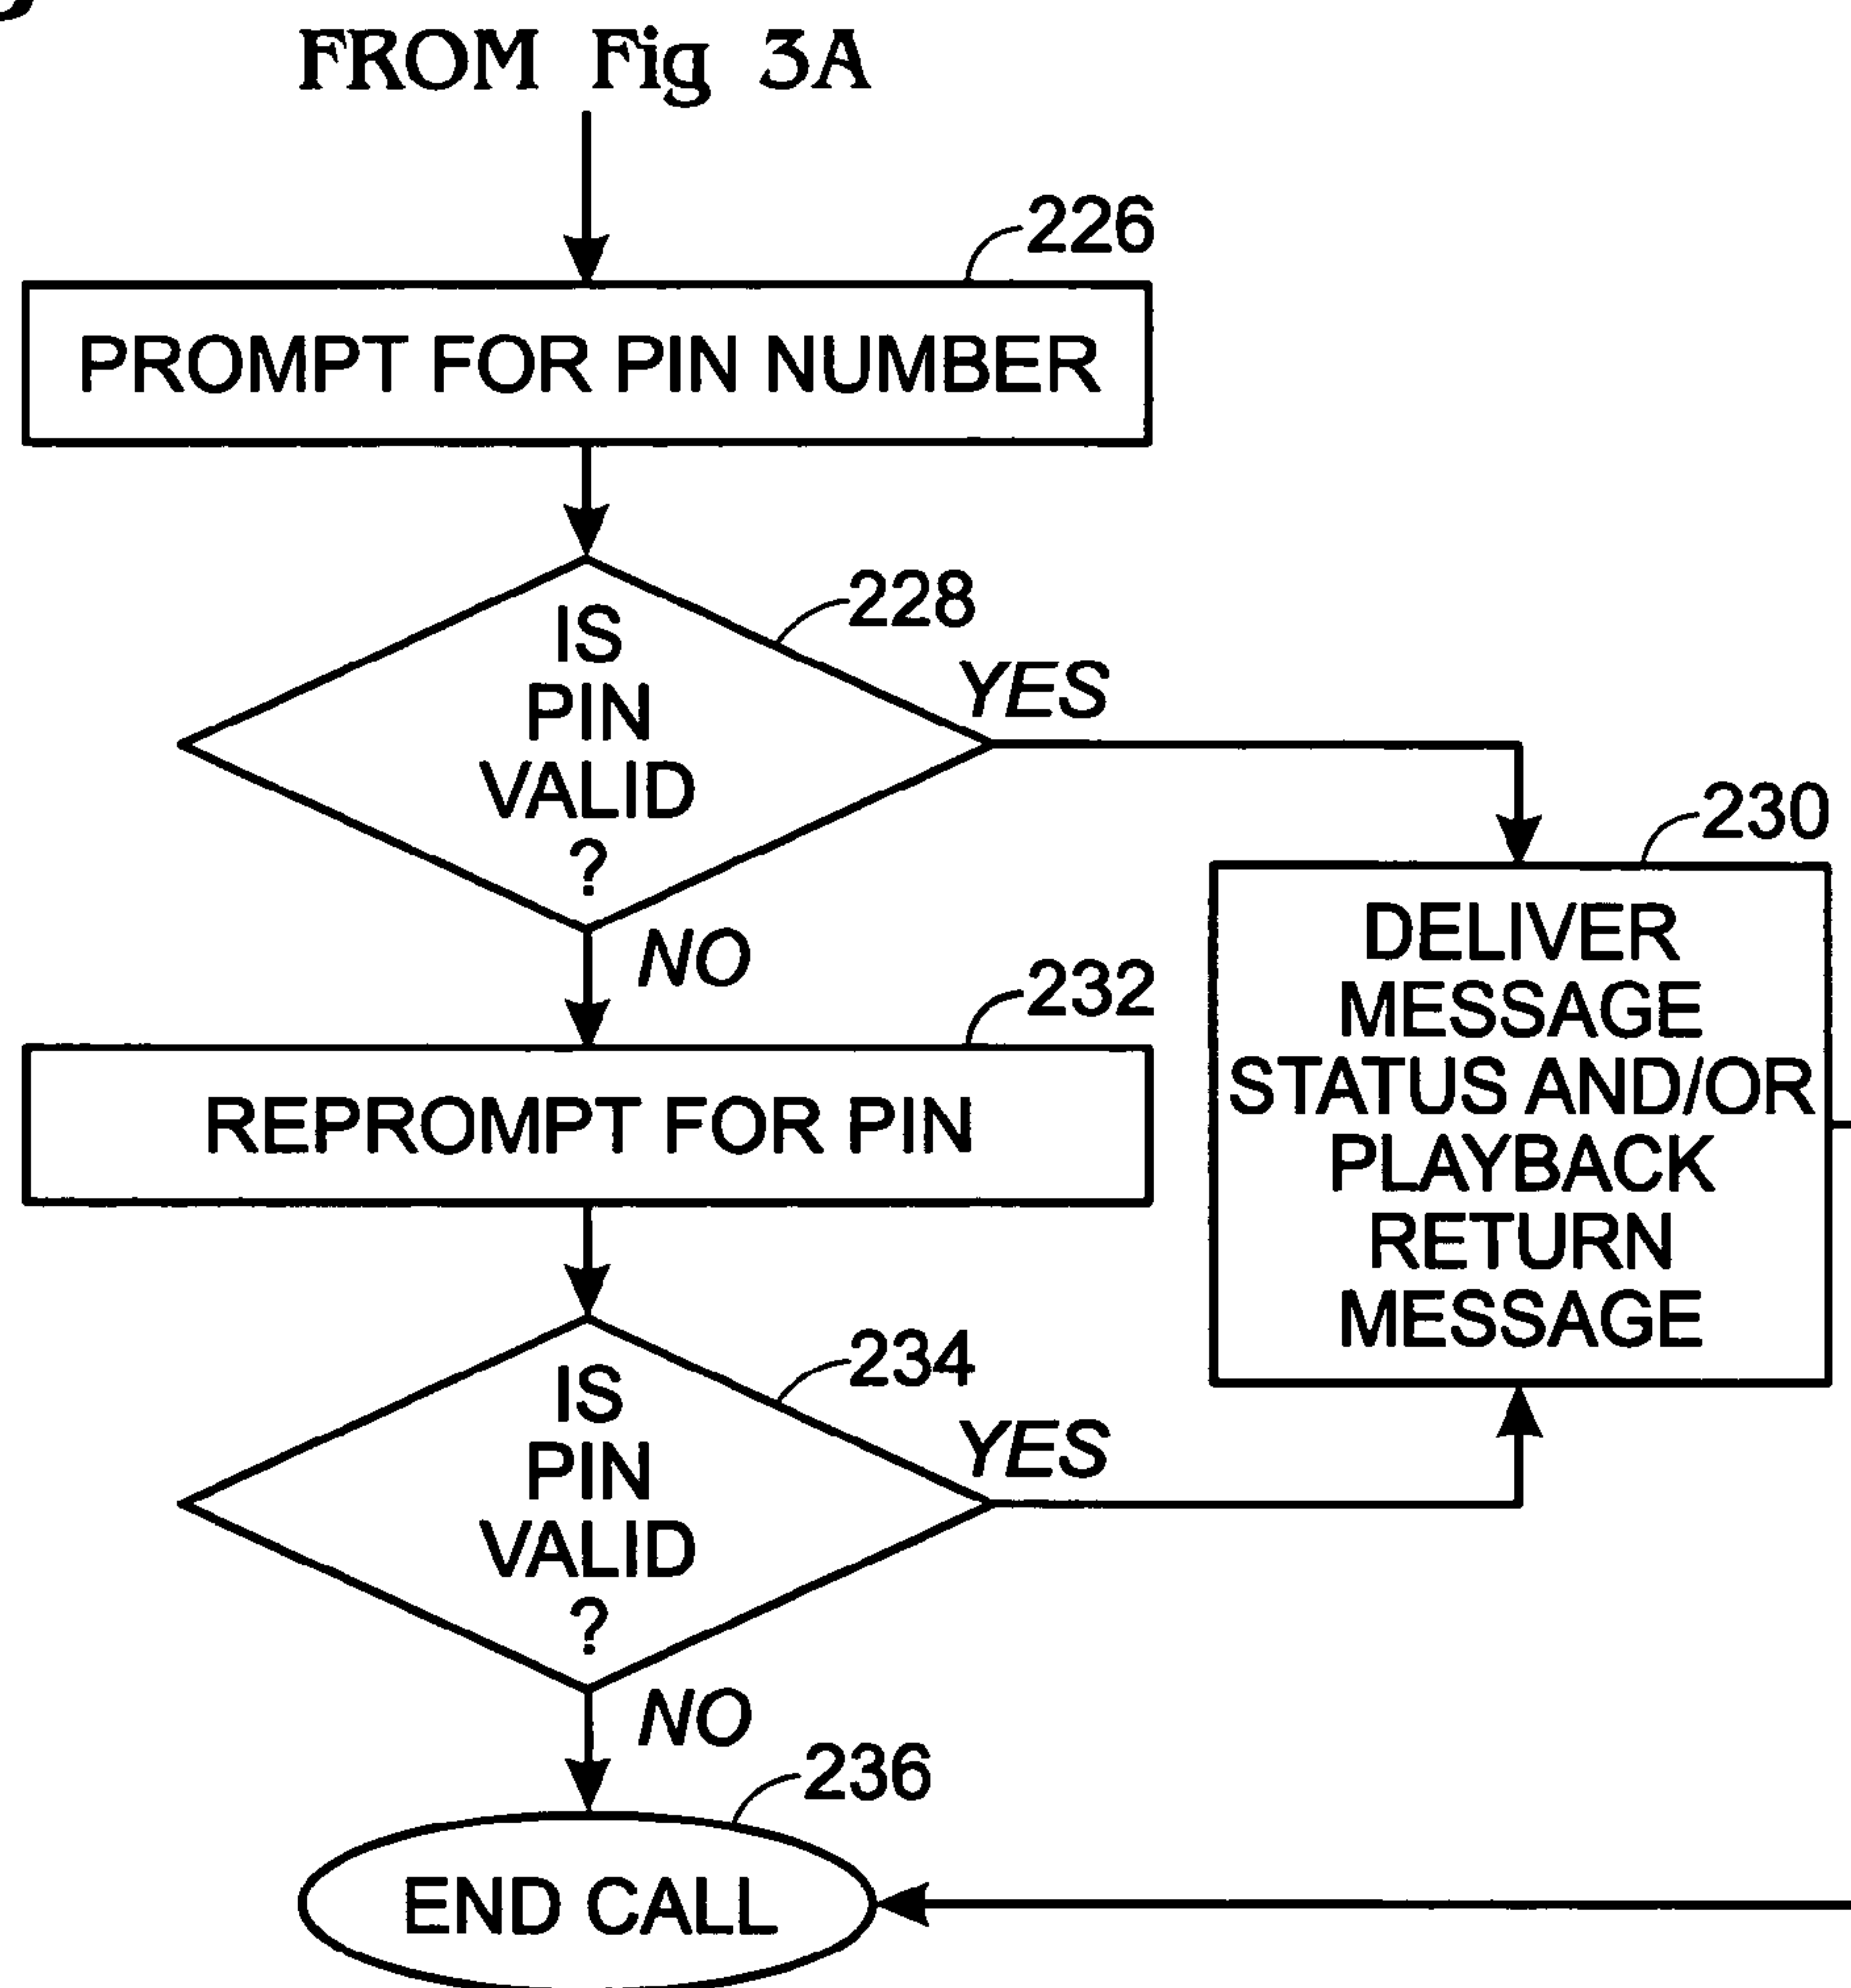 FROM Fig 3A
226
PROMPT FOR PIN NUMBER
228
IS
PIN
VALID
?
YES
230
DELIVER
MESSAGE
STATUS AND/OR
PLAYBACK
RETURN
MESSAGE
NO
232
REPROMPT FOR PIN
234
IS
PIN
VALID
?
YES
NO
236
END CALL